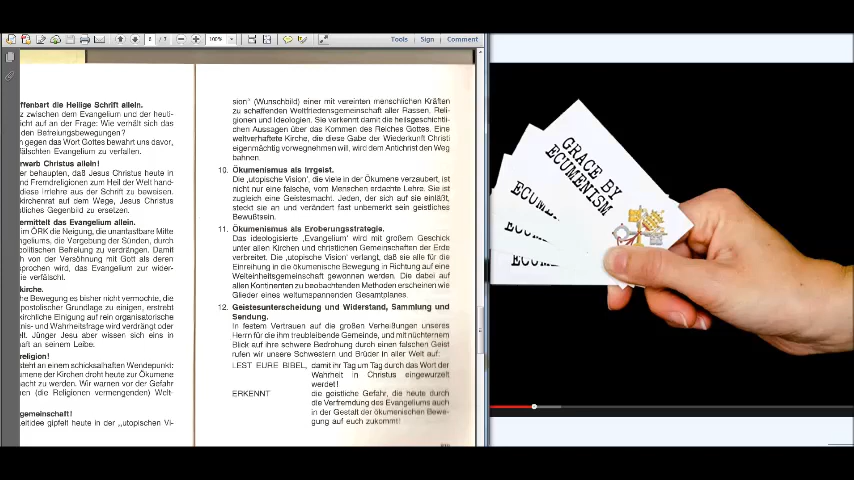 6 / 7
100%
Tools
Sign
Comment
ffenbart die Heilige Schrift allein.
z zwischen dem Evangelium und der heuti-
icht auf an der Frage: Wie verhält sich das
den Befreiungsbewegungen?
gegen das Wort Gottes bewahrt uns davor,
fälschten Evangelium zu verfallen.
rwarb Christus allein!
er behaupten, daß Jesus Christus heute in
nd Fremdreligionen zum Heil der Welt hand-
diese Irrlehre aus der Schrift zu beweisen.
kirchenrat auf dem Wege, Jesus Christus
stliches Gegenbild zu ersetzen.
ermittelt das Evangelium allein.
im ÖRK die Neigung, die unantastbare Mitte
ngeliums, die Vergebung der Sünden, durch
politischen Befreiung zu verdrängen. Damit
h von der Versöhnung mit Gott als deren
sprochen wird, das Evangelium zur wider-
e verfälscht.
kirche.
he Bewegung es bisher nicht vermochte, die
postolischer Grundlage zu einigen, erstrebt
kirchliche Einigung auf rein organisatorische
nis- und Wahrheitsfrage wird verdrängt oder
t. Jünger Jesu aber wissen sich eins in
haft an seinem Leibe.
religion!
steht an einem schicksalhaften Wendepunkt:
umene der Kirchen droht heute zur Ökumene
nacht zu werden. Wir warnen vor der Gefahr
en (die Religionen vermengenden) Welt-
gemeinschaft!
eitidee gipfelt heute in der „utopischen Vi-
sion“ (Wunschbild) einer mit vereinten menschlichen Kräften
zu schaffenden Weltfriedensgemeinschaft aller Rassen, Reli-
gionen und Ideologien. Sie verkennt damit die heilsgeschichtli-
chen Aussagen über das Kommen des Reiches Gottes. Eine
weltverhaftete Kirche, die diese Gabe der Wiederkunft Christi
eigenmächtig vorwegnehmen will, wird dem Antichrist den Weg
bahnen.
10. Ökumenismus als Irrgeist.
Die ‚utopische Vision', die viele in der Ökumene verzaubert, ist
nicht nur eine falsche, vom Menschen erdachte Lehre. Sie ist
zugleich eine Geistesmacht. Jeden, der sich auf sie einläßt,
steckt sie an und verändert fast unbemerkt sein geistliches
Bewußtsein.
11. Ökumenismus als Eroberungsstrategie.
Das ideologisierte ‚Evangelium' wird mit großem Geschick
unter allen Kirchen und christlichen Gemeinschaften der Erde
verbreitet. Die ‚utopische Vision' verlangt, daß sie alle für die
Einreihung in die ökumenische Bewegung in Richtung auf eine
Welteinheitsgemeinschaft gewonnen werden. Die dabei auf
allen Kontinenten zu beobachtenden Methoden erscheinen wie
Glieder eines weltumspannenden Gesamtplanes.
12. Geistesunterscheidung und Widerstand, Sammlung und
Sendung.
In festem Vertrauen auf die großen Verheißungen unseres
Herrn für die ihm treubleibende Gemeinde, und mit nüchternem
Blick auf ihre schwere Bedrohung durch einen falschen Geist
rufen wir unsere Schwestern und Brüder in aller Welt auf:
LEST EURE BIBEL, damit ihr Tag um Tag durch das Wort der
Wahrheit in Christus eingewurzelt
werdet!
ERKENNT die geistliche Gefahr, die heute durch
die Verfremdung des Evangeliums auch
in der Gestalt der ökumenischen Bewe-
gung auf euch zukommt!
GRACE BY
ECUMENISM
ECUME
ECUM
ECUME